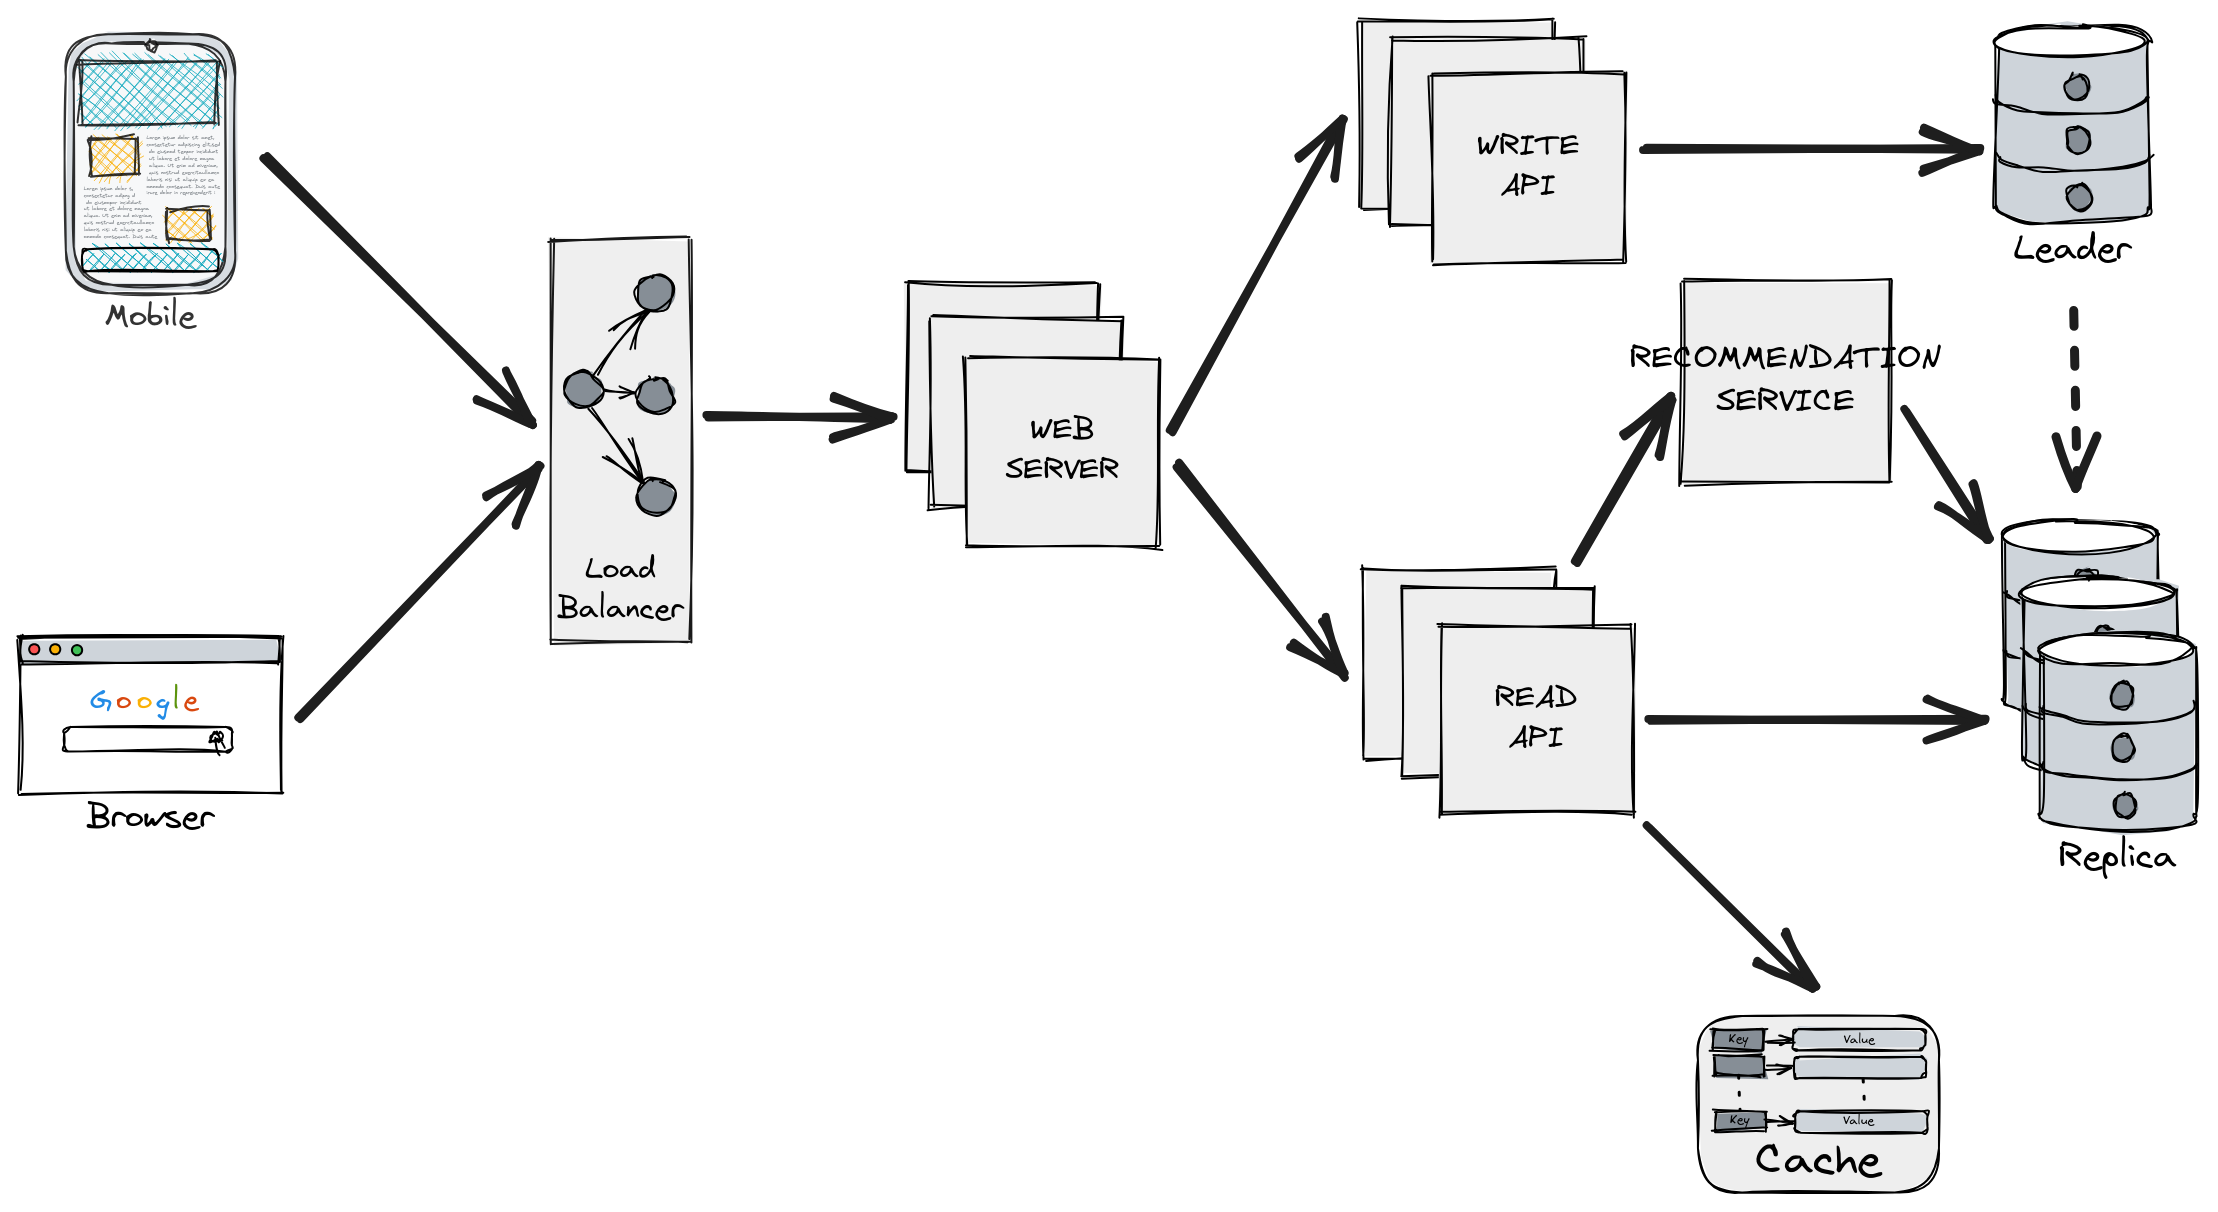 Mobile
Google
Browser
Load
Balancer
WEB
SERVER
WRITE
API
Leader
RECOMMENDATION
SERVICE
READ
API
Replica
Key
Value
Key
Value
Cache